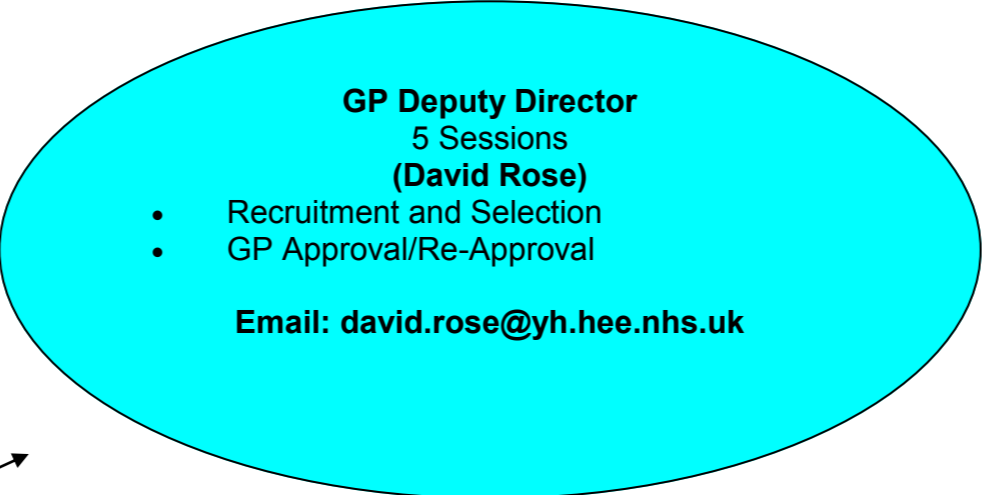 GP Deputy Director
5 Sessions
(David Rose)
• Recruitment and Selection
• GP Approval/Re-Approval
Email: david.rose@yh.hee.nhs.uk